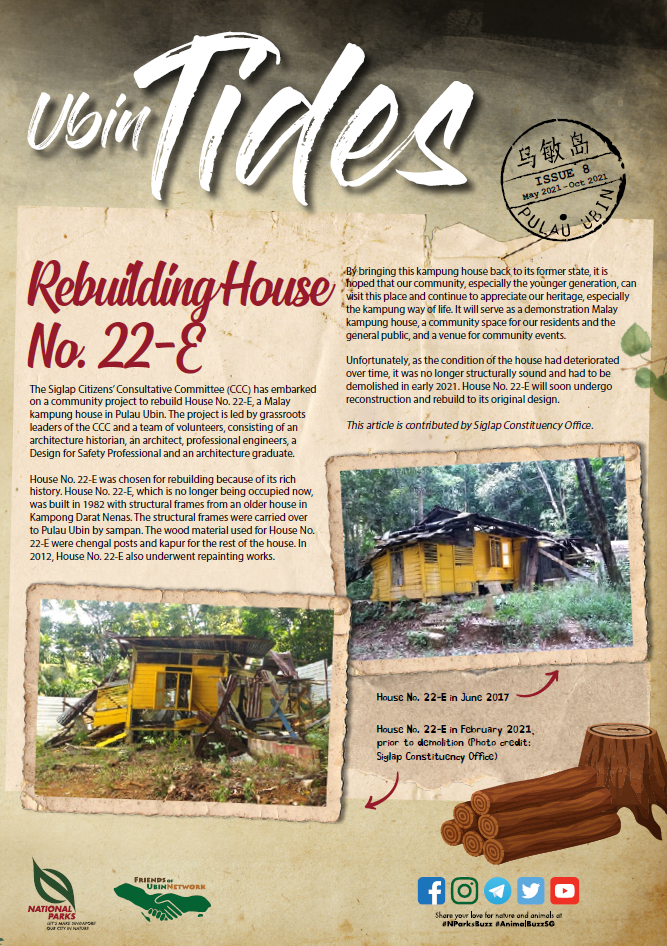 Ubin Tides
乌敏岛
ISSUE 8
May 2021 - Oct 2021
PULAU UBIN
Rebuilding House
No. 22-E
The Siglap Citizens' Consultative Committee (CCC) has embarked
on a community project to rebuild House No. 22-E, a Malay
kampung house in Pulau Ubin. The project is led by grassroots
leaders of the CCC and a team of volunteers, consisting of an
architecture historian, an architect, professional engineers, a
Design for Safety Professional and an architecture graduate.
House No. 22-E was chosen for rebuilding because of its rich
history. House No. 22-E, which is no longer being occupied now,
was built in 1982 with structural frames from an older house in
Kampong Darat Nenas. The structural frames were carried over
to Pulau Ubin by sampan. The wood material used for House No.
22-E were chengal posts and kapur for the rest of the house. In
2012, House No. 22-E also underwent repainting works.
By bringing this kampung house back to its former state, it is
hoped that our community, especially the younger generation, can
visit this place and continue to appreciate our heritage, especially
the kampung way of life. It will serve as a demonstration Malay
kampung house, a community space for our residents and the
general public, and a venue for community events.
Unfortunately, as the condition of the house had deteriorated
over time, it was no longer structurally sound and had to be
demolished in early 2021. House No. 22-E will soon undergo
reconstruction and rebuild to its original design.
This article is contributed by Siglap Constituency Office.
House No. 22-E in June 2017
House No. 22-E in February 2021,
prior to demolition (Photo credit:
Siglap Constituency Office)
NATIONAL
PARKS
LET'S MAKE SINGAPORE
OUR CITY IN NATURE
FRIENDS OF
UBIN NETWORK
Share your love for nature and animals at
#NParksBuzz #AnimalBuzzSG